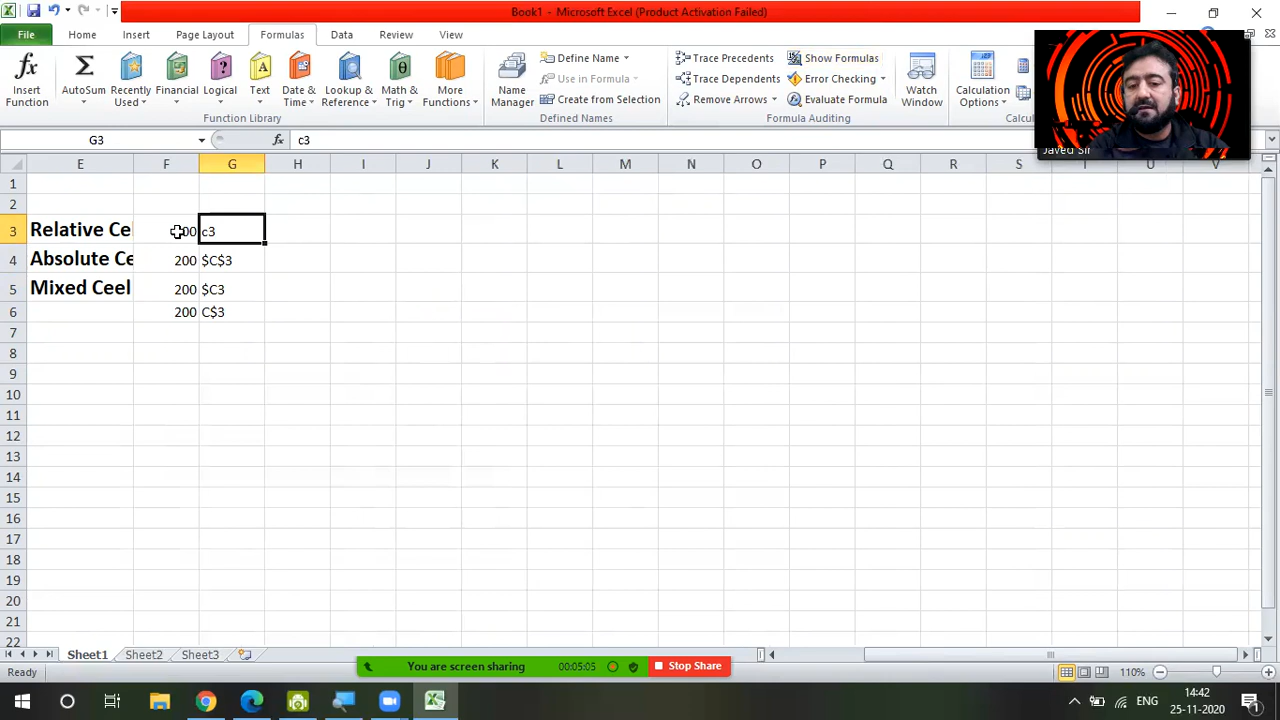 Book1 - Microsoft Excel (Product Activation Failed)
File Home Insert Page Layout Formulas Data Review View
Insert Function
AutoSum
Recently Used
Financial
Logical
Text
Date & Time
Lookup & Reference
Math & Trig
More Functions
Function Library
Name Manager
Define Name
Use in Formula
Create from Selection
Defined Names
Trace Precedents
Trace Dependents
Remove Arrows
Show Formulas
Error Checking
Evaluate Formula
Formula Auditing
Watch Window
Calculation Options
Calcu
Javed Sir
G3 fx c3
E F G H I J K L M N O P Q R S T U V
1
2
3 Relative Ce 00 c3
4 Absolute Ce 200 $C$3
5 Mixed Ceel 200 $C3
6 200 C$3
7
8
9
10
11
12
13
14
15
16
17
18
19
20
21
22
Sheet1 Sheet2 Sheet3
You are screen sharing 00:05:05 Stop Share
Ready 110%
ENG 14:42
25-11-2020